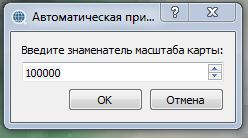 Автоматическая при...
Введите знаменатель масштаба карты:
100000
OK
Отмена